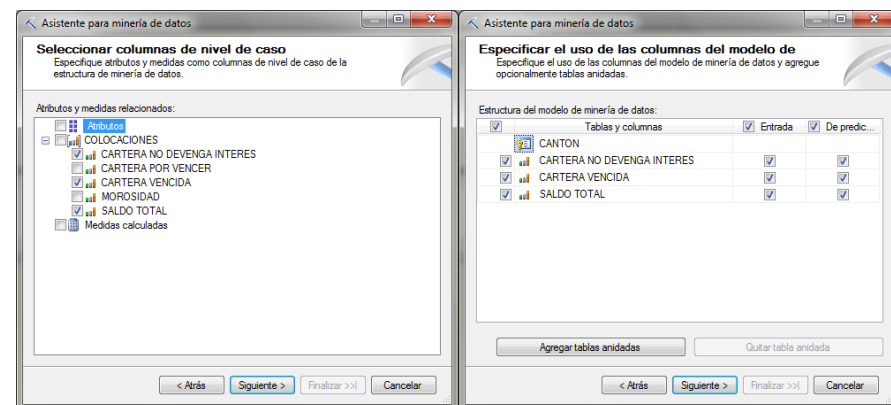 Asistente para minería de datos
Seleccionar columnas de nivel de caso
Especifique atributos y medidas como columnas de nivel de caso de la
estructura de minería de datos.
Atributos y medidas relacionados:
Atributos
COLOCACIONES
CARTERA NO DEVENGA INTERES
CARTERA POR VENCER
CARTERA VENCIDA
MOROSIDAD
SALDO TOTAL
Medidas calculadas
< Atrás
Siguiente >
Finalizar >>|
Cancelar
Asistente para minería de datos
Especificar el uso de las columnas del modelo de
Especifique el uso de las columnas del modelo de minería de datos y agregue
opcionalmente tablas anidadas.
Estructura del modelo de minería de datos:
Tablas y columnas Entrada De predic...
CANTON
CARTERA NO DEVENGA INTERES
CARTERA VENCIDA
SALDO TOTAL
Agregar tablas anidadas
Quitar tabla anidada
< Atrás
Siguiente >
Finalizar >>|
Cancelar